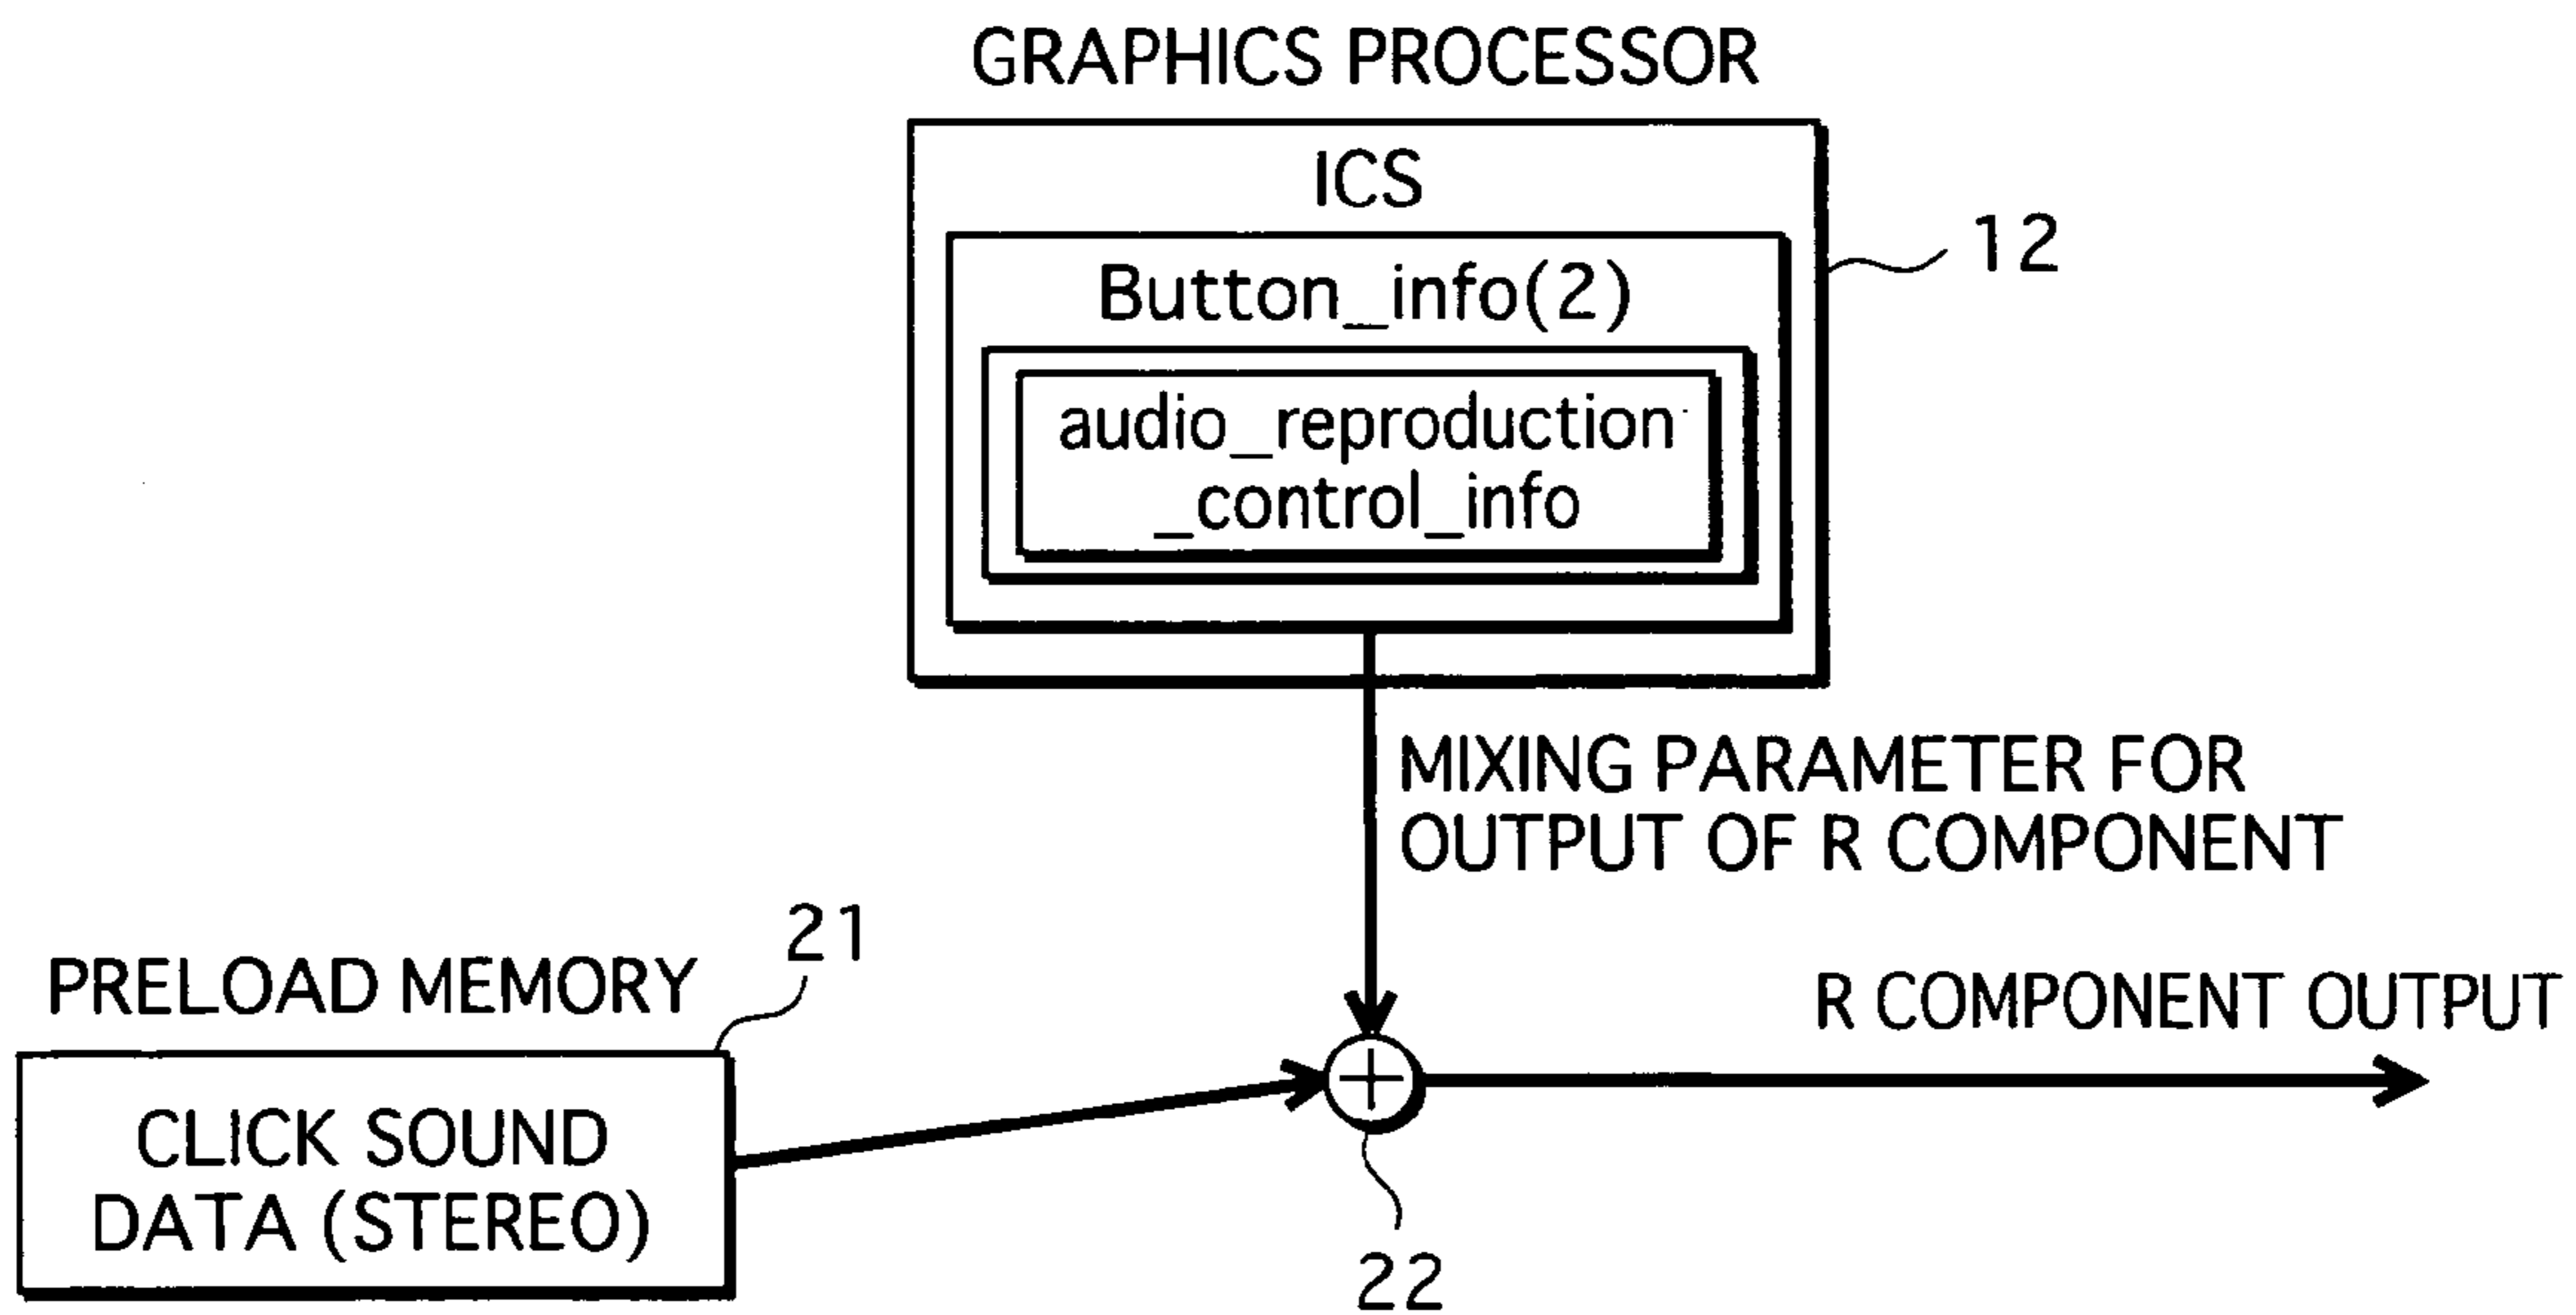 GRAPHICS PROCESSOR
ICS
Button_info(2)
12
audio_reproduction
_control_info
MIXING PARAMETER FOR
OUTPUT OF R COMPONENT
21
PRELOAD MEMORY
R COMPONENT OUTPUT
CLICK SOUND
DATA (STEREO)
22